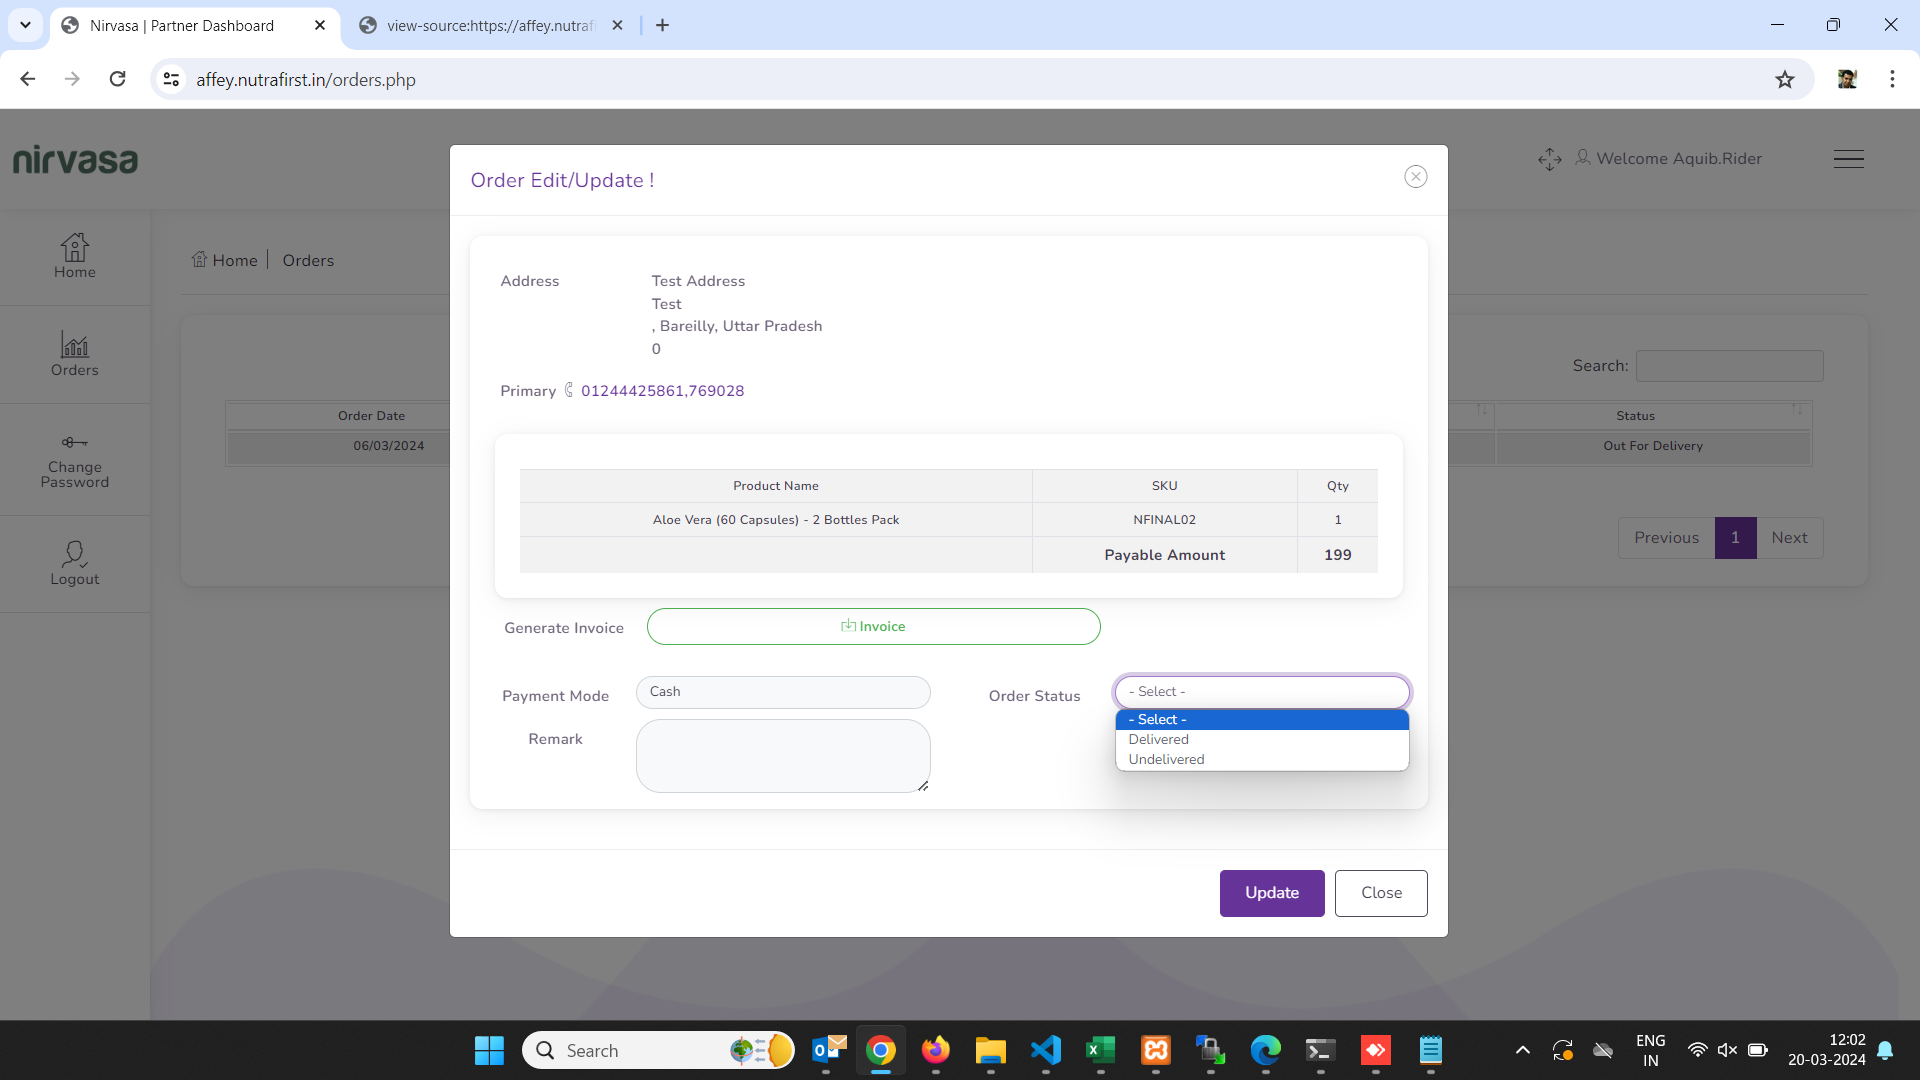 Nirvasa | Partner Dashboard
view-source:https://affey.nutrafi
affey.nutrafirst.in/orders.php
nirvasa
Welcome Aquib.Rider
Home
Orders
Change
Password
Logout
Home
Orders
Search:
Order Date
Status
06/03/2024
Out For Delivery
Previous
1
Next
Order Edit/Update !
Address
Test Address
Test
, Bareilly, Uttar Pradesh
0
Primary 01244425861,769028
Product Name SKU Qty
Aloe Vera (60 Capsules) - 2 Bottles Pack NFINAL02 1
Payable Amount 199
Generate Invoice
Invoice
Payment Mode
Cash
Order Status
- Select -
- Select -
Delivered
Undelivered
Remark
Update
Close
Search
ENG
IN
12:02
20-03-2024